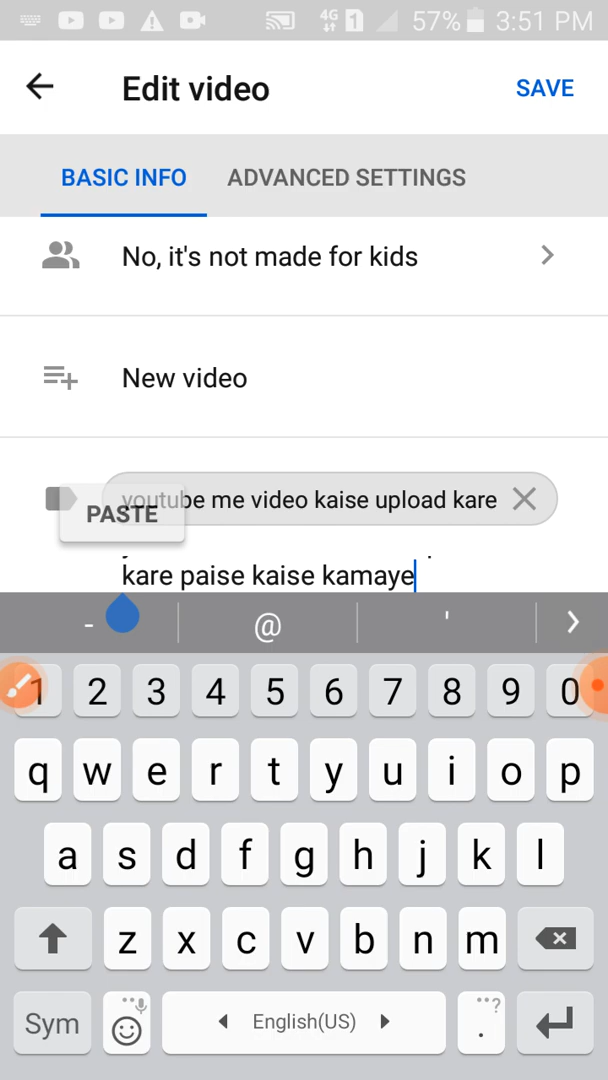 4G 1 57% 3:51 PM
Edit video
SAVE
BASIC INFO
ADVANCED SETTINGS
No, it's not made for kids
New video
youtube me video kaise upload kare
PASTE
kare paise kaise kamaye
- @ '
1 2 3 4 5 6 7 8 9 0
q w e r t y u i o p
a s d f g h j k l
z x c v b n m
Sym English(US) . ?